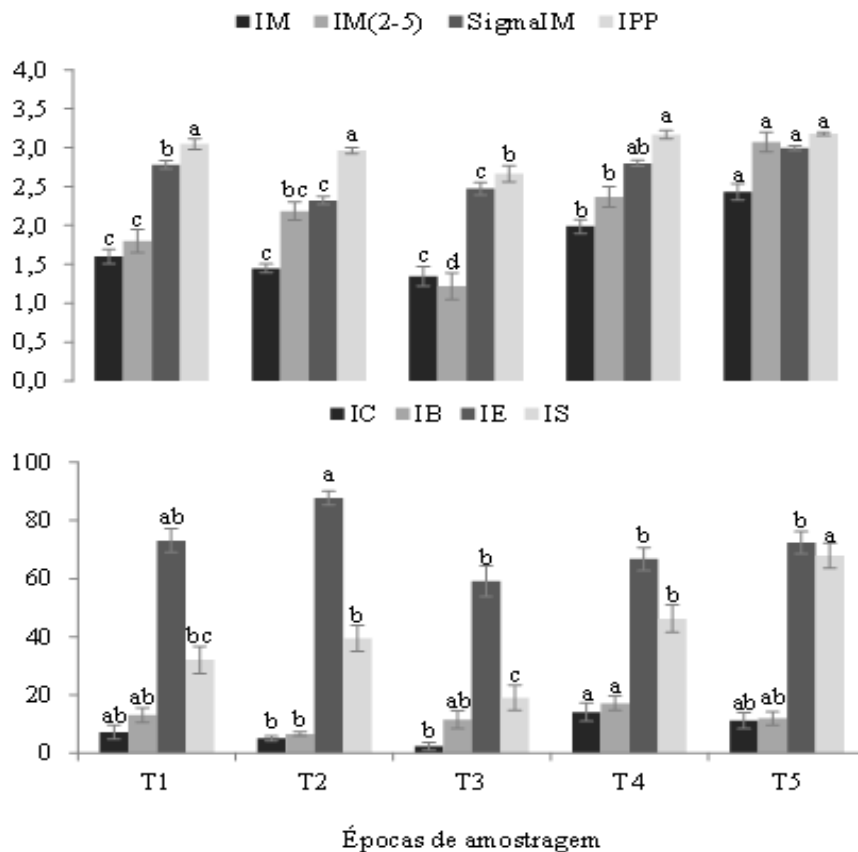 IM IM(2-5) SigmaIM IPP
4,0
3,5
3,0
2,5
2,0
1,5
1,0
0,5
0,0
c c b a
c bc c a
c d c b
b b ab a
a a a a
IC IB IE IS
100
80
60
40
20
0
ab ab ab bc
b b a b
b ab b c
a a b b
ab ab b a
T1 T2 T3 T4 T5
Épocas de amostragem